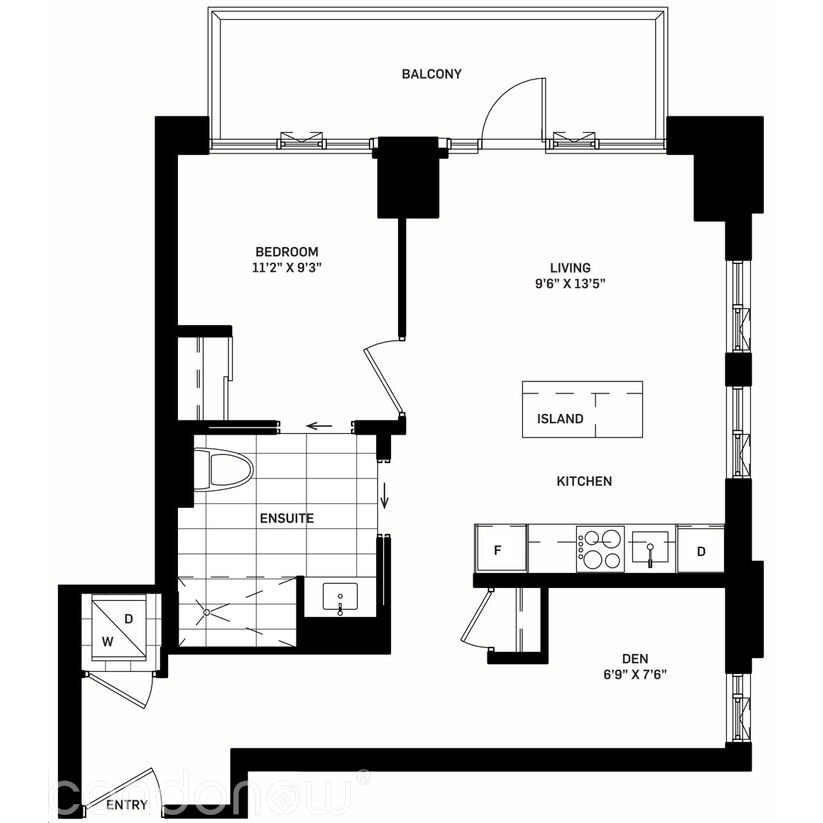 BALCONY
BEDROOM
11'2" X 9'3"
LIVING
9'6" X 13'5"
ISLAND
KITCHEN
ENSUITE
F
D
D
W
DEN
6'9" X 7'6"
ENTRY
condonow®